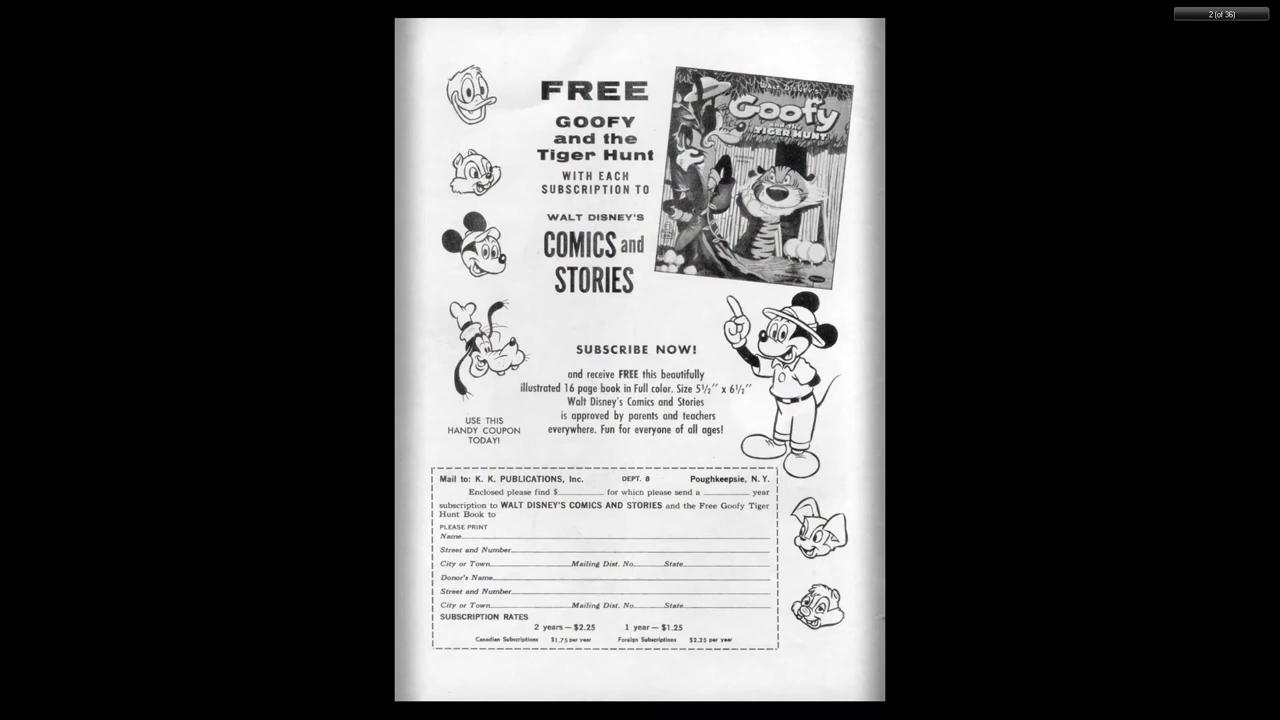 2 (of 36)
FREE
GOOFY
and the
Tiger Hunt
WITH EACH
SUBSCRIPTION TO
WALT DISNEY'S
COMICS and
STORIES
WALT DISNEY'S
Goofy
and the
TIGER HUNT
SUBSCRIBE NOW!
and receive FREE this beautifully
illustrated 16 page book in Full color. Size 5½" x 6½"
Walt Disney's Comics and Stories
is approved by parents and teachers
everywhere. Fun for everyone of all ages!
USE THIS
HANDY COUPON
TODAY!
Mail to: K. K. PUBLICATIONS, Inc. DEPT. 8 Poughkeepsie, N. Y.
Enclosed please find $ for which please send a year
subscription to WALT DISNEY'S COMICS AND STORIES and the Free Goofy Tiger
Hunt Book to
PLEASE PRINT
Name
Street and Number
City or Town Mailing Dist. No. State
Donor's Name
Street and Number
City or Town Mailing Dist. No. State
SUBSCRIPTION RATES
2 years — $2.25 1 year — $1.25
Canadian Subscriptions $1.75 per year Foreign Subscriptions $2.25 per year